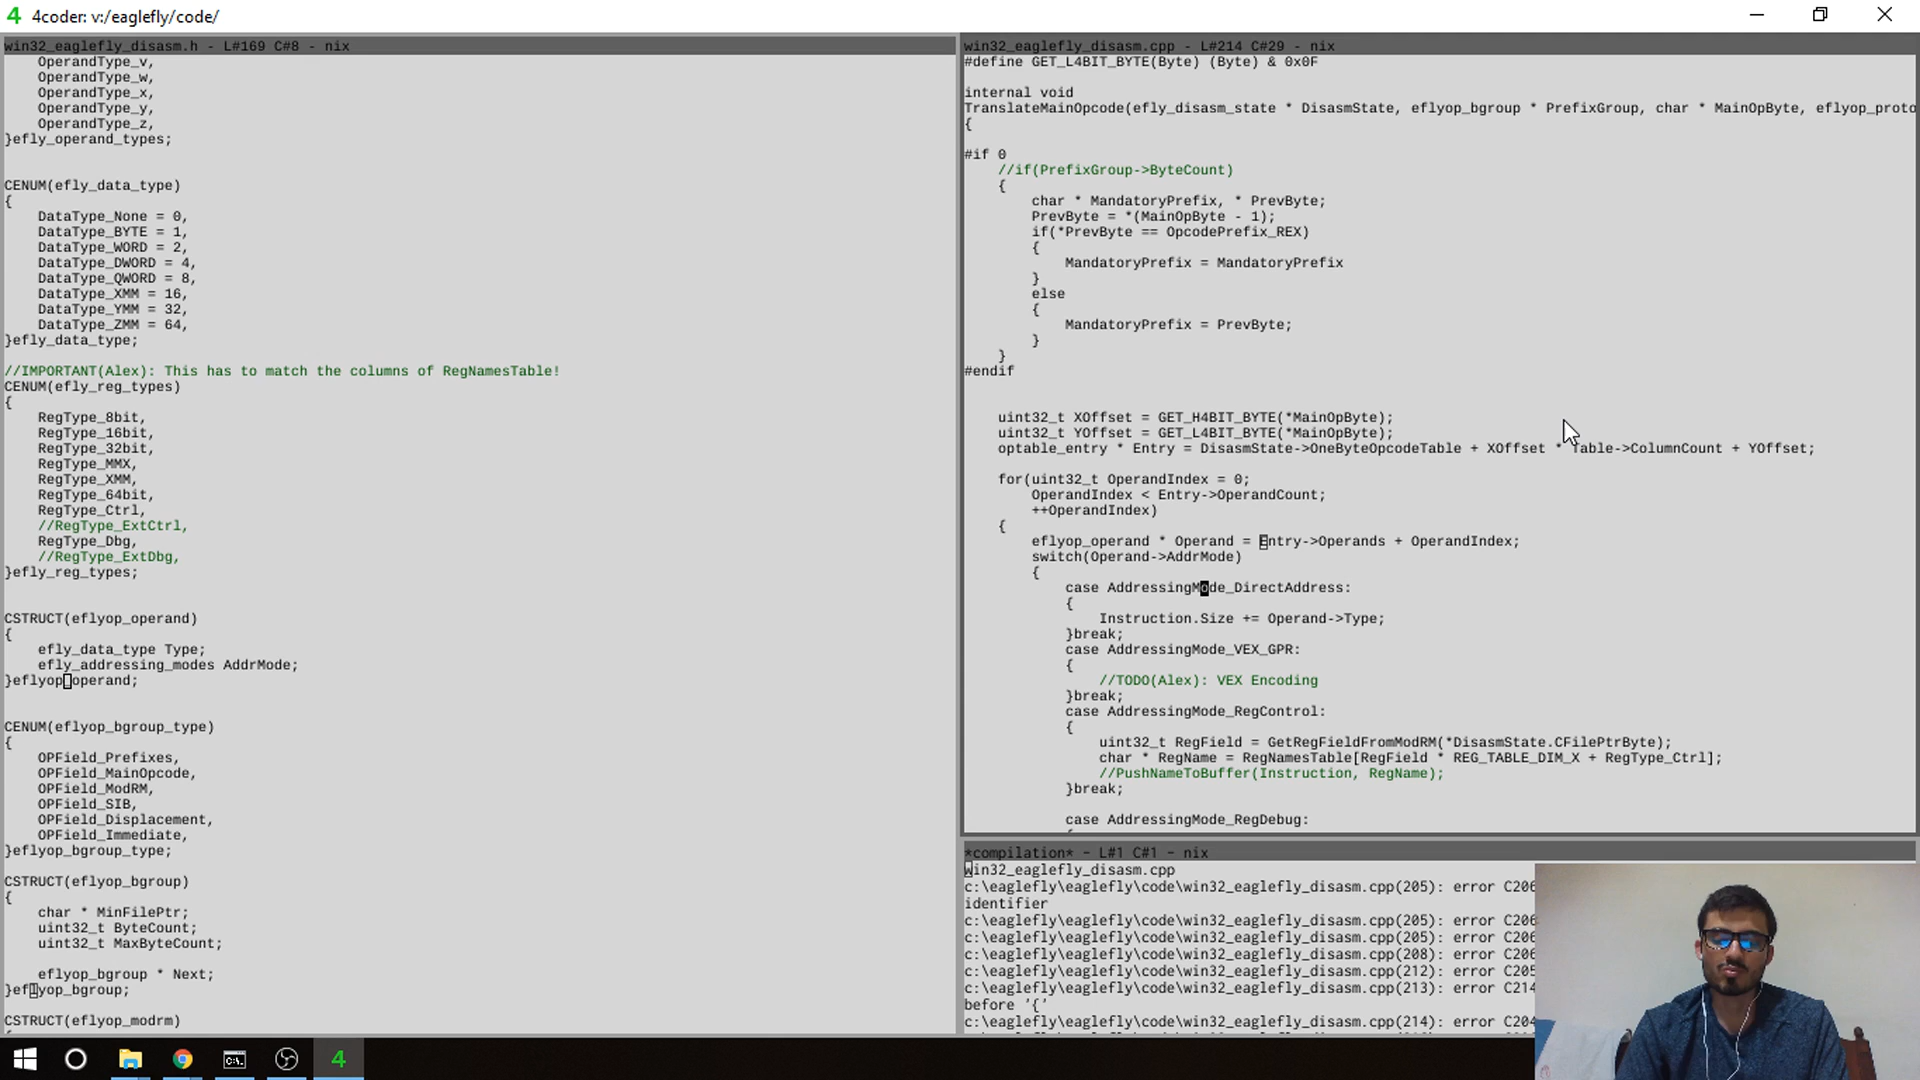 4 4coder: v:/eaglefly/code/
win32_eaglefly_disasm.h - L#169 C#8 - nix
OperandType_v,
OperandType_w,
OperandType_x,
OperandType_y,
OperandType_z,
}efly_operand_types;
CENUM(efly_data_type)
{
DataType_None = 0,
DataType_BYTE = 1,
DataType_WORD = 2,
DataType_DWORD = 4,
DataType_QWORD = 8,
DataType_XMM = 16,
DataType_YMM = 32,
DataType_ZMM = 64,
}efly_data_type;
//IMPORTANT(Alex): This has to match the columns of RegNamesTable!
CENUM(efly_reg_types)
{
RegType_8bit,
RegType_16bit,
RegType_32bit,
RegType_MMX,
RegType_XMM,
RegType_64bit,
RegType_Ctrl,
//RegType_ExtCtrl,
RegType_Dbg,
//RegType_ExtDbg,
}efly_reg_types;
CSTRUCT(eflyop_operand)
{
efly_data_type Type;
efly_addressing_modes AddrMode;
}eflyop_operand;
CENUM(eflyop_bgroup_type)
{
OPField_Prefixes,
OPField_MainOpcode,
OPField_ModRM,
OPField_SIB,
OPField_Displacement,
OPField_Immediate,
}eflyop_bgroup_type;
CSTRUCT(eflyop_bgroup)
{
char * MinFilePtr;
uint32_t ByteCount;
uint32_t MaxByteCount;
eflyop_bgroup * Next;
}eflyop_bgroup;
CSTRUCT(eflyop_modrm)
win32_eaglefly_disasm.cpp - L#214 C#29 - nix
#define GET_L4BIT_BYTE(Byte) (Byte) & 0x0F
internal void
TranslateMainOpcode(efly_disasm_state * DisasmState, eflyop_bgroup * PrefixGroup, char * MainOpByte, eflyop_proto
{
#if 0
//if(PrefixGroup->ByteCount)
{
char * MandatoryPrefix, * PrevByte;
PrevByte = *(MainOpByte - 1);
if(*PrevByte == OpcodePrefix_REX)
{
MandatoryPrefix = MandatoryPrefix
}
else
{
MandatoryPrefix = PrevByte;
}
}
#endif
uint32_t XOffset = GET_H4BIT_BYTE(*MainOpByte);
uint32_t YOffset = GET_L4BIT_BYTE(*MainOpByte);
optable_entry * Entry = DisasmState->OneByteOpcodeTable + XOffset * Table->ColumnCount + YOffset;
for(uint32_t OperandIndex = 0;
OperandIndex < Entry->OperandCount;
++OperandIndex)
{
eflyop_operand * Operand = Entry->Operands + OperandIndex;
switch(Operand->AddrMode)
{
case AddressingMode_DirectAddress:
{
Instruction.Size += Operand->Type;
}break;
case AddressingMode_VEX_GPR:
{
//TODO(Alex): VEX Encoding
}break;
case AddressingMode_RegControl:
{
uint32_t RegField = GetRegFieldFromModRM(*DisasmState.CFilePtrByte);
char * RegName = RegNamesTable[RegField * REG_TABLE_DIM_X + RegType_Ctrl];
//PushNameToBuffer(Instruction, RegName);
}break;
case AddressingMode_RegDebug:
*compilation* - L#1 C#1 - nix
win32_eaglefly_disasm.cpp
c:\eaglefly\eaglefly\code\win32_eaglefly_disasm.cpp(205): error C206
identifier
c:\eaglefly\eaglefly\code\win32_eaglefly_disasm.cpp(205): error C206
c:\eaglefly\eaglefly\code\win32_eaglefly_disasm.cpp(205): error C206
c:\eaglefly\eaglefly\code\win32_eaglefly_disasm.cpp(208): error C206
c:\eaglefly\eaglefly\code\win32_eaglefly_disasm.cpp(212): error C205
c:\eaglefly\eaglefly\code\win32_eaglefly_disasm.cpp(213): error C214
before '{'
c:\eaglefly\eaglefly\code\win32_eaglefly_disasm.cpp(214): error C204
4